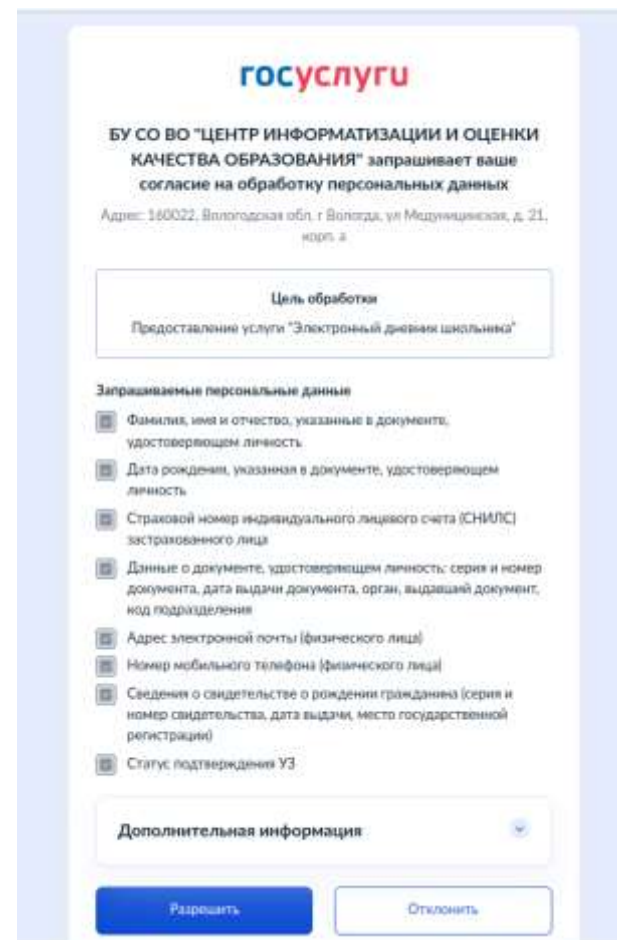 госуслуги
БУ СО ВО "ЦЕНТР ИНФОРМАТИЗАЦИИ И ОЦЕНКИ
КАЧЕСТВА ОБРАЗОВАНИЯ" запрашивает ваше
согласие на обработку персональных данных
Адрес: 160022, Вологодская обл, г Вологда, ул Медуницинская, д. 21,
корп. а
Цель обработки
Предоставление услуги "Электронный дневник школьника"
Запрашиваемые персональные данные
Фамилия, имя и отчество, указанные в документе,
удостоверяющем личность
Дата рождения, указанная в документе, удостоверяющем
личность
Страховой номер индивидуального лицевого счета (СНИЛС)
застрахованного лица
Данные о документе, удостоверяющем личность: серия и номер
документа, дата выдачи документа, орган, выдавший документ,
код подразделения
Адрес электронной почты (физического лица)
Номер мобильного телефона (физического лица)
Сведения о свидетельстве о рождении гражданина (серия и
номер свидетельства, дата выдачи, место государственной
регистрации)
Статус подтверждения УЗ
Дополнительная информация
Разрешить
Отклонить